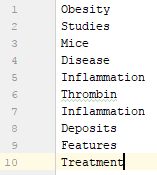 1 Obesity
2 Studies
3 Mice
4 Disease
5 Inflammation
6 Thrombin
7 Inflammation
8 Deposits
9 Features
10 Treatment